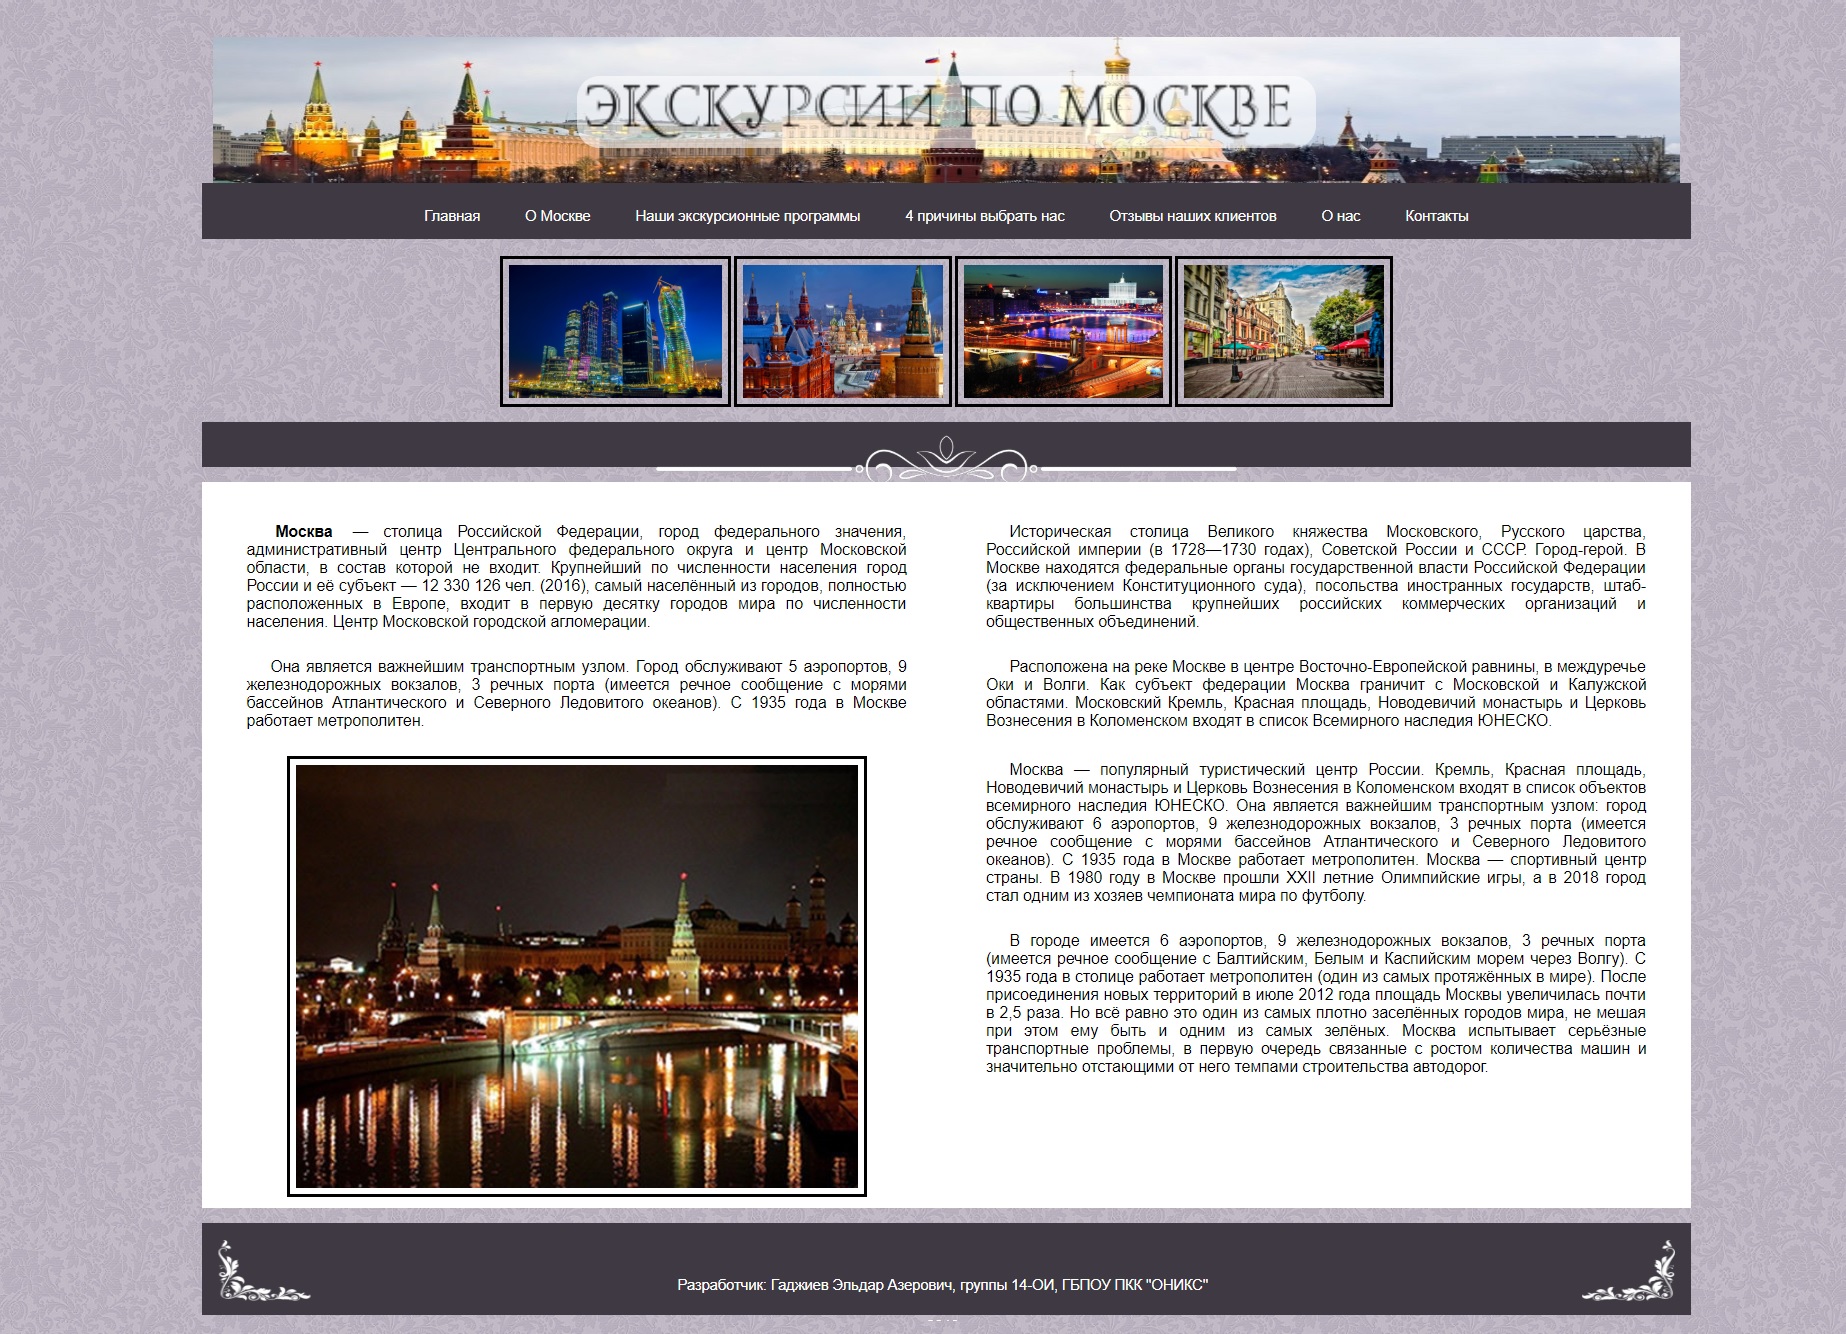 ЭКСКУРСИИ ПО МОСКВЕ
Главная О Москве Наши экскурсионные программы 4 причины выбрать нас Отзывы наших клиентов О нас Контакты
Москва — столица Российской Федерации, город федерального значения,
административный центр Центрального федерального округа и центр Московской
области, в состав которой не входит. Крупнейший по численности населения город
России и её субъект — 12 330 126 чел. (2016), самый населённый из городов, полностью
расположенных в Европе, входит в первую десятку городов мира по численности
населения. Центр Московской городской агломерации.
Она является важнейшим транспортным узлом. Город обслуживают 5 аэропортов, 9
железнодорожных вокзалов, 3 речных порта (имеется речное сообщение с морями
бассейнов Атлантического и Северного Ледовитого океанов). С 1935 года в Москве
работает метрополитен.
Историческая столица Великого княжества Московского, Русского царства,
Российской империи (в 1728—1730 годах), Советской России и СССР. Город-герой. В
Москве находятся федеральные органы государственной власти Российской Федерации
(за исключением Конституционного суда), посольства иностранных государств, штаб-
квартиры большинства крупнейших российских коммерческих организаций и
общественных объединений.
Расположена на реке Москве в центре Восточно-Европейской равнины, в междуречье
Оки и Волги. Как субъект федерации Москва граничит с Московской и Калужской
областями. Московский Кремль, Красная площадь, Новодевичий монастырь и Церковь
Вознесения в Коломенском входят в список Всемирного наследия ЮНЕСКО.
Москва — популярный туристический центр России. Кремль, Красная площадь,
Новодевичий монастырь и Церковь Вознесения в Коломенском входят в список объектов
всемирного наследия ЮНЕСКО. Она является важнейшим транспортным узлом: город
обслуживают 6 аэропортов, 9 железнодорожных вокзалов, 3 речных порта (имеется
речное сообщение с морями бассейнов Атлантического и Северного Ледовитого
океанов). С 1935 года в Москве работает метрополитен. Москва — спортивный центр
страны. В 1980 году в Москве прошли XXII летние Олимпийские игры, а в 2018 город
стал одним из хозяев чемпионата мира по футболу.
В городе имеется 6 аэропортов, 9 железнодорожных вокзалов, 3 речных порта
(имеется речное сообщение с Балтийским, Белым и Каспийским морем через Волгу). С
1935 года в столице работает метрополитен (один из самых протяжённых в мире). После
присоединения новых территорий в июле 2012 года площадь Москвы увеличилась почти
в 2,5 раза. Но всё равно это один из самых плотно заселённых городов мира, не мешая
при этом ему быть и одним из самых зелёных. Москва испытывает серьёзные
транспортные проблемы, в первую очередь связанные с ростом количества машин и
значительно отстающими от него темпами строительства автодорог.
Разработчик: Гаджиев Эльдар Азерович, группы 14-ОИ, ГБПОУ ПКК "ОНИКС"